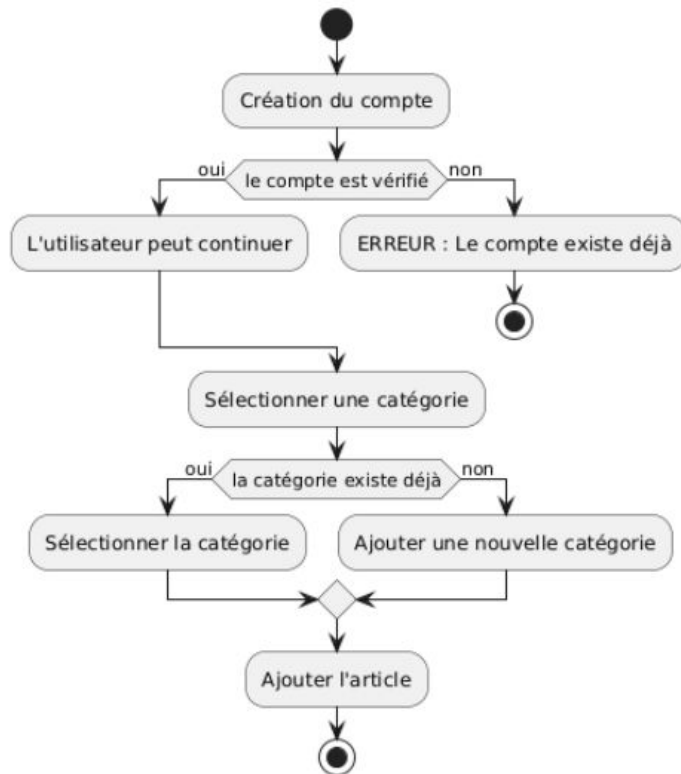 Création du compte
oui
le compte est vérifié
non
L'utilisateur peut continuer
ERREUR : Le compte existe déjà
Sélectionner une catégorie
oui
la catégorie existe déjà
non
Sélectionner la catégorie
Ajouter une nouvelle catégorie
Ajouter l'article